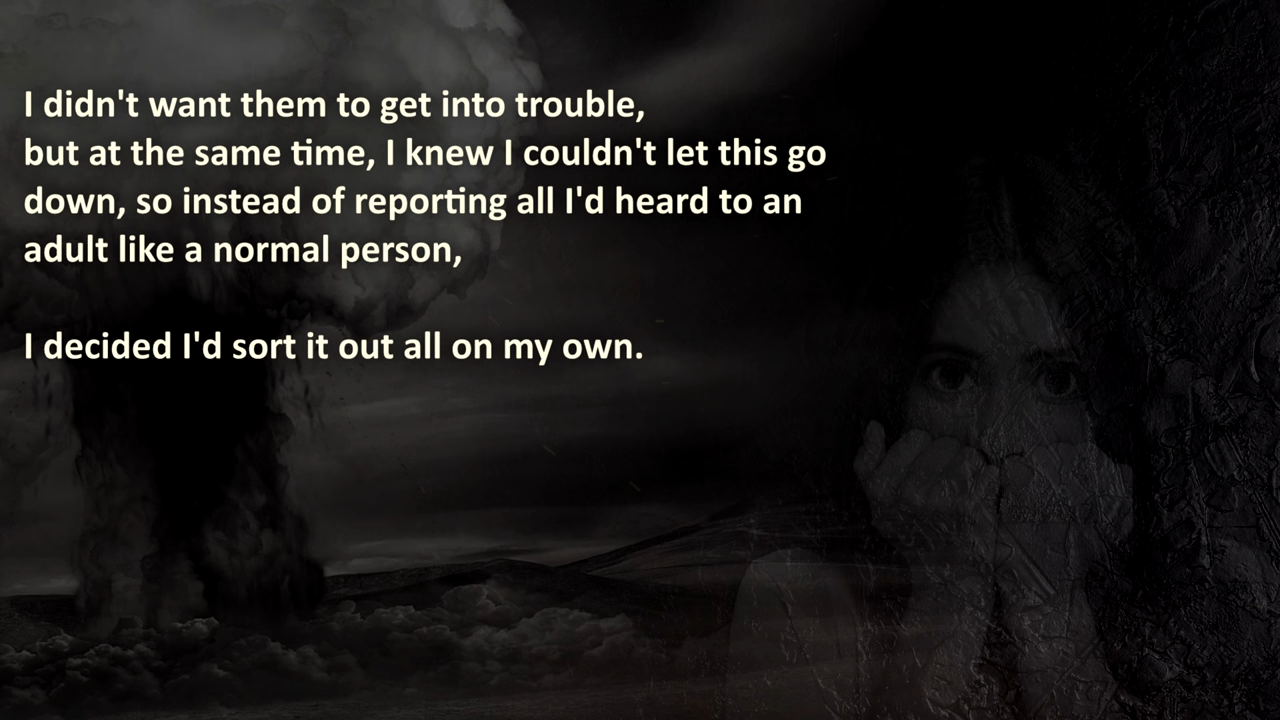 I didn't want them to get into trouble,
but at the same time, I knew I couldn't let this go
down, so instead of reporting all I'd heard to an
adult like a normal person,
I decided I'd sort it out all on my own.